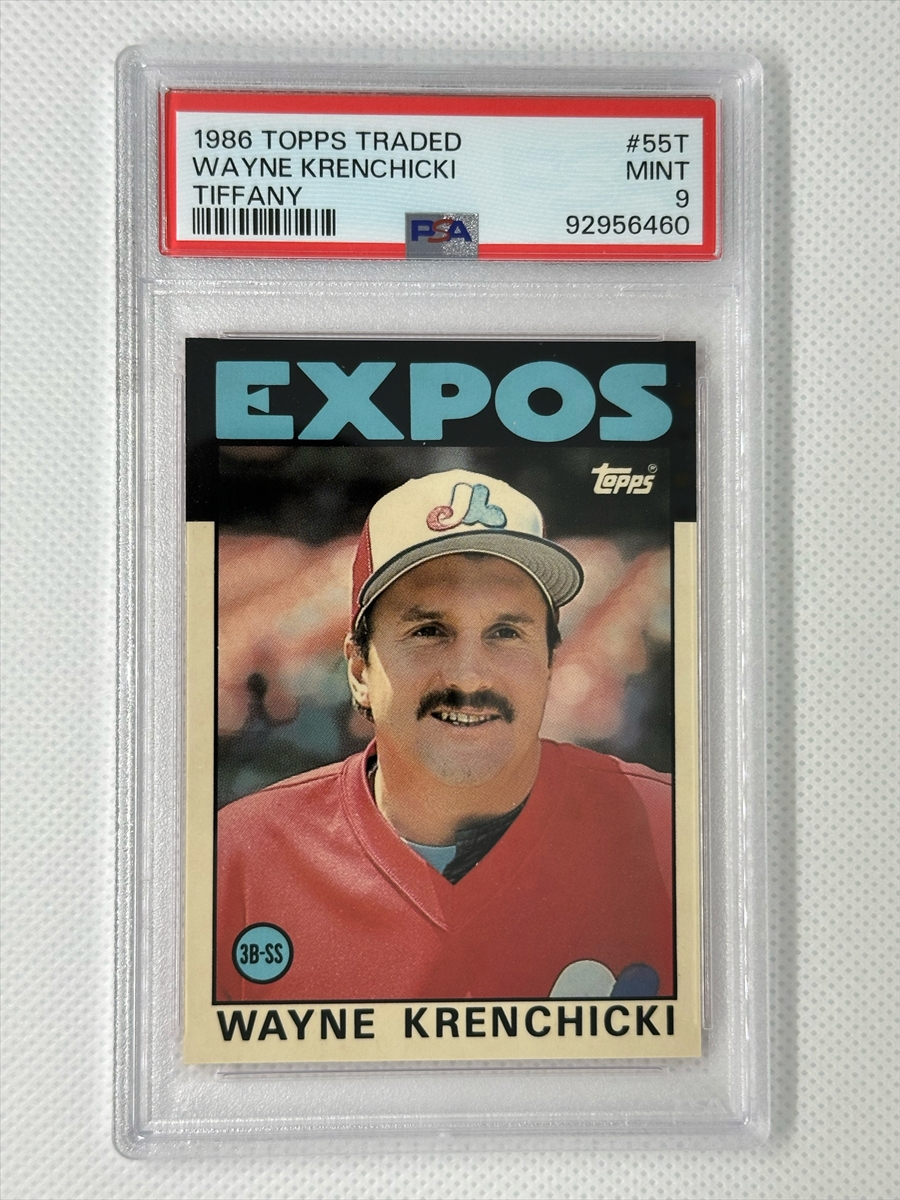 1986 TOPPS TRADED #55T
WAYNE KRENCHICKI MINT
TIFFANY 9
PSA 92956460
EXPOS
topps
3B-SS
WAYNE KRENCHICKI